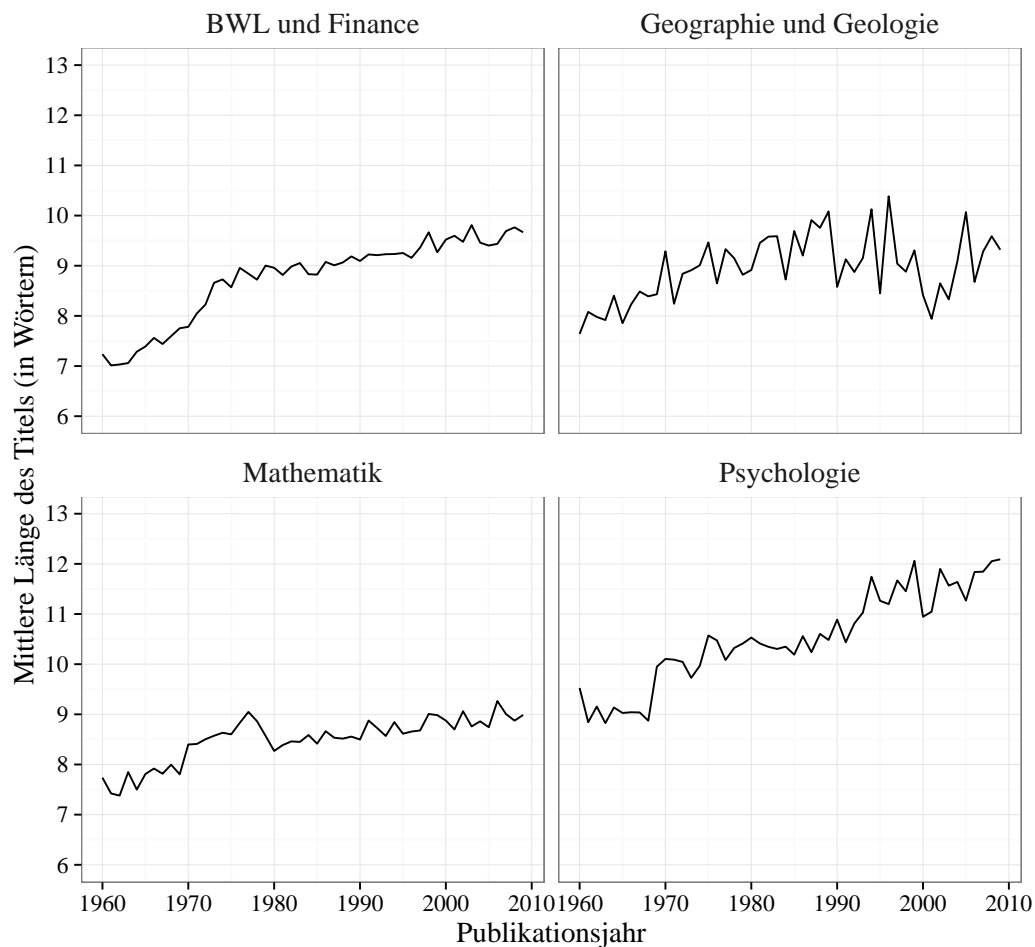 BWL und Finance
Geographie und Geologie
13
12
11
10
9
8
7
6
Mathematik
Psychologie
13
12
11
10
9
8
7
6
1960 1970 1980 1990 2000 2010 1960 1970 1980 1990 2000 2010
Publikationsjahr
Mittlere Länge des Titels (in Wörtern)